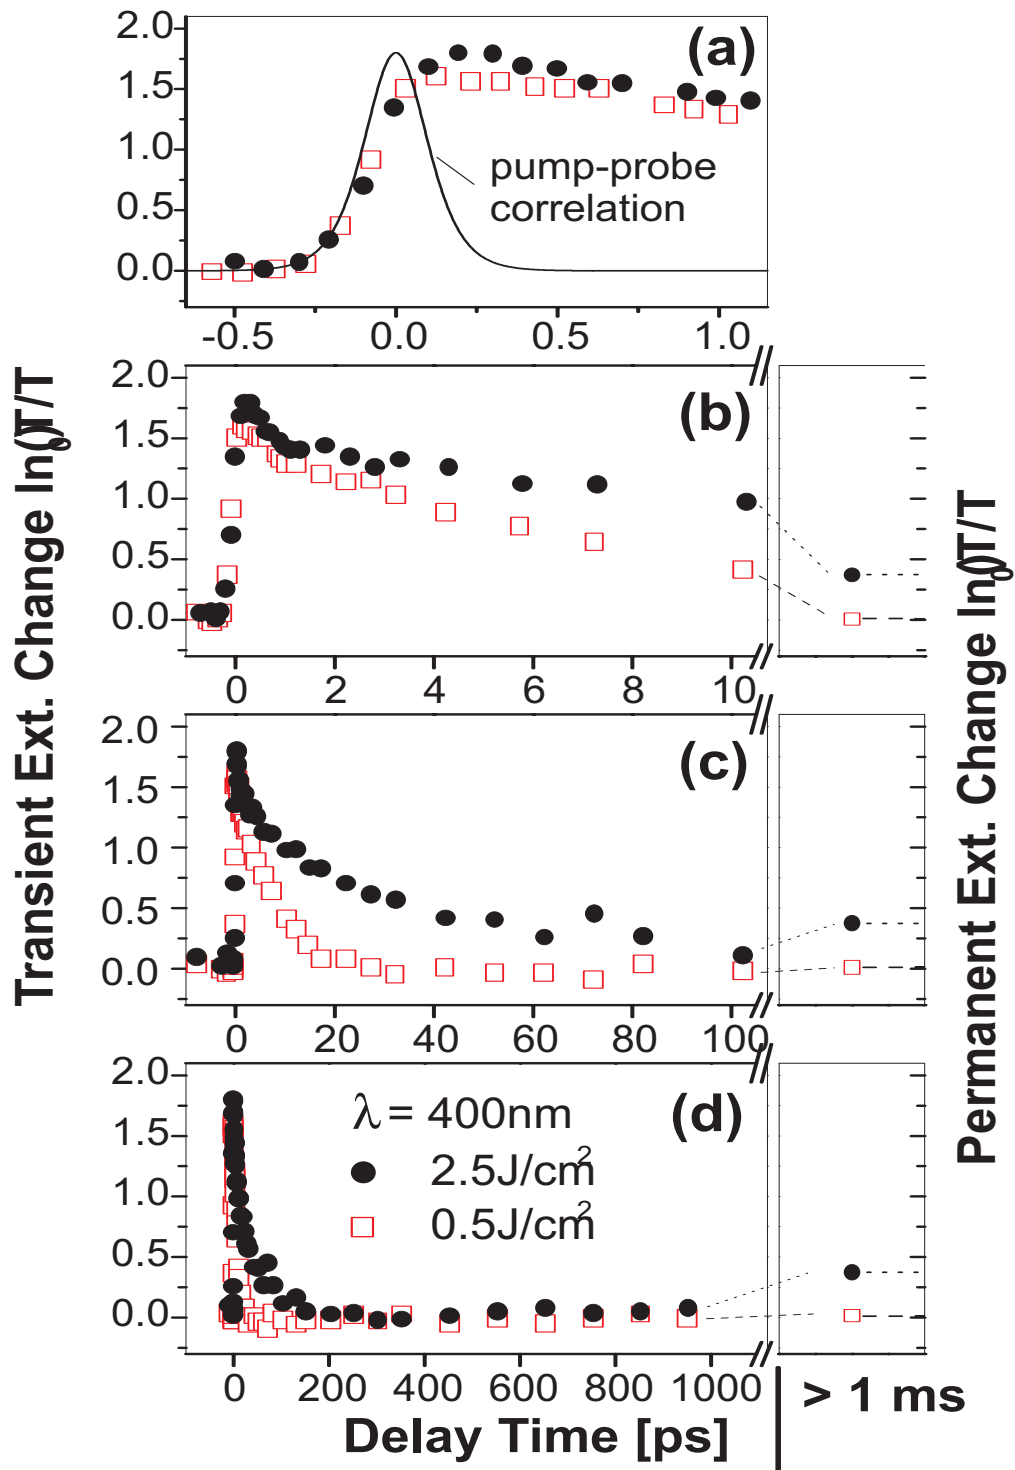 (a)
2.0
1.5
1.0
0.5
0.0
pump-probe
correlation
-0.5 0.0 0.5 1.0
(b)
2.0
1.5
1.0
0.5
0.0
0 2 4 6 8 10
(c)
2.0
1.5
1.0
0.5
0.0
0 20 40 60 80 100
(d)
2.0
1.5
1.0
0.5
0.0
λ = 400nm
2.5J/cm²
0.5J/cm²
0 200 400 600 800 1000
> 1 ms
Delay Time [ps]
Transient Ext. Change ln(T₀/T)
Permanent Ext. Change ln(T₀/T)